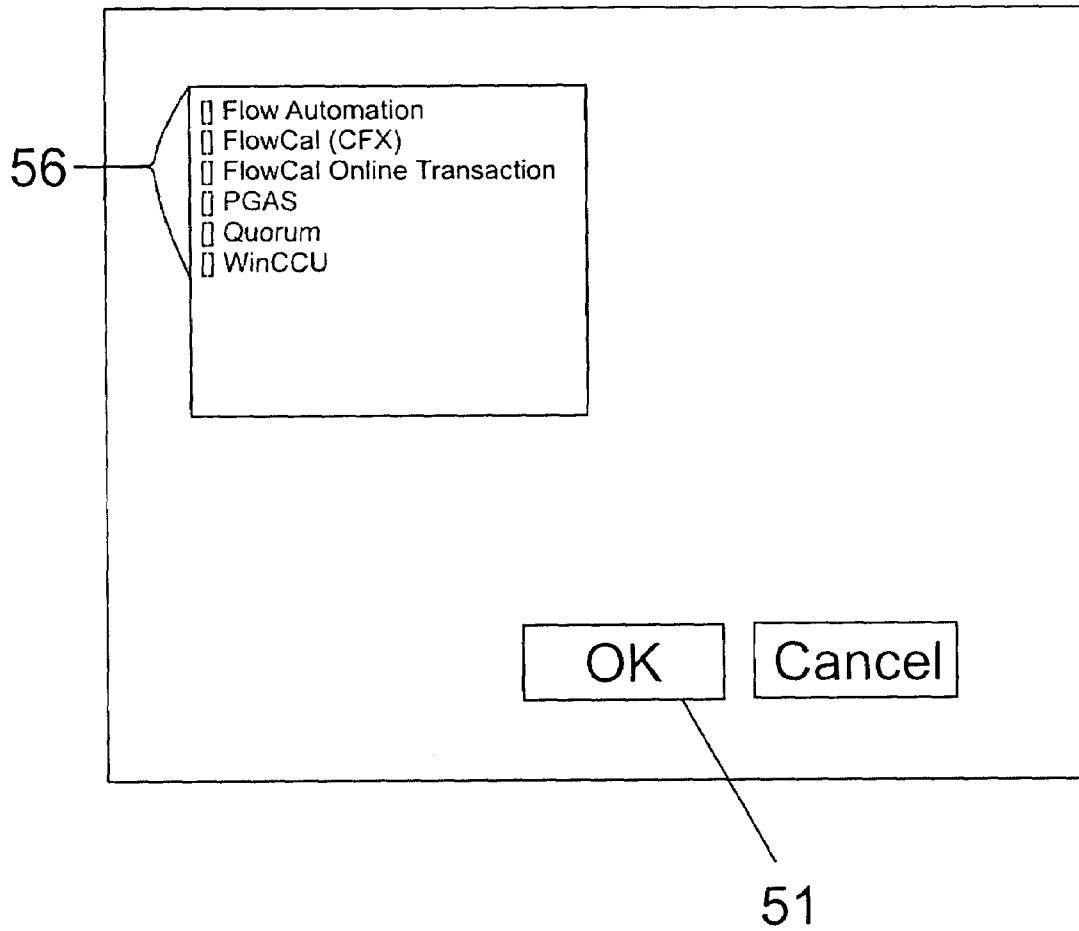 [] Flow Automation
[] FlowCal (CFX)
56
[] FlowCal Online Transaction
[] PGAS
[] Quorum
[] WinCCU
OK
Cancel
51